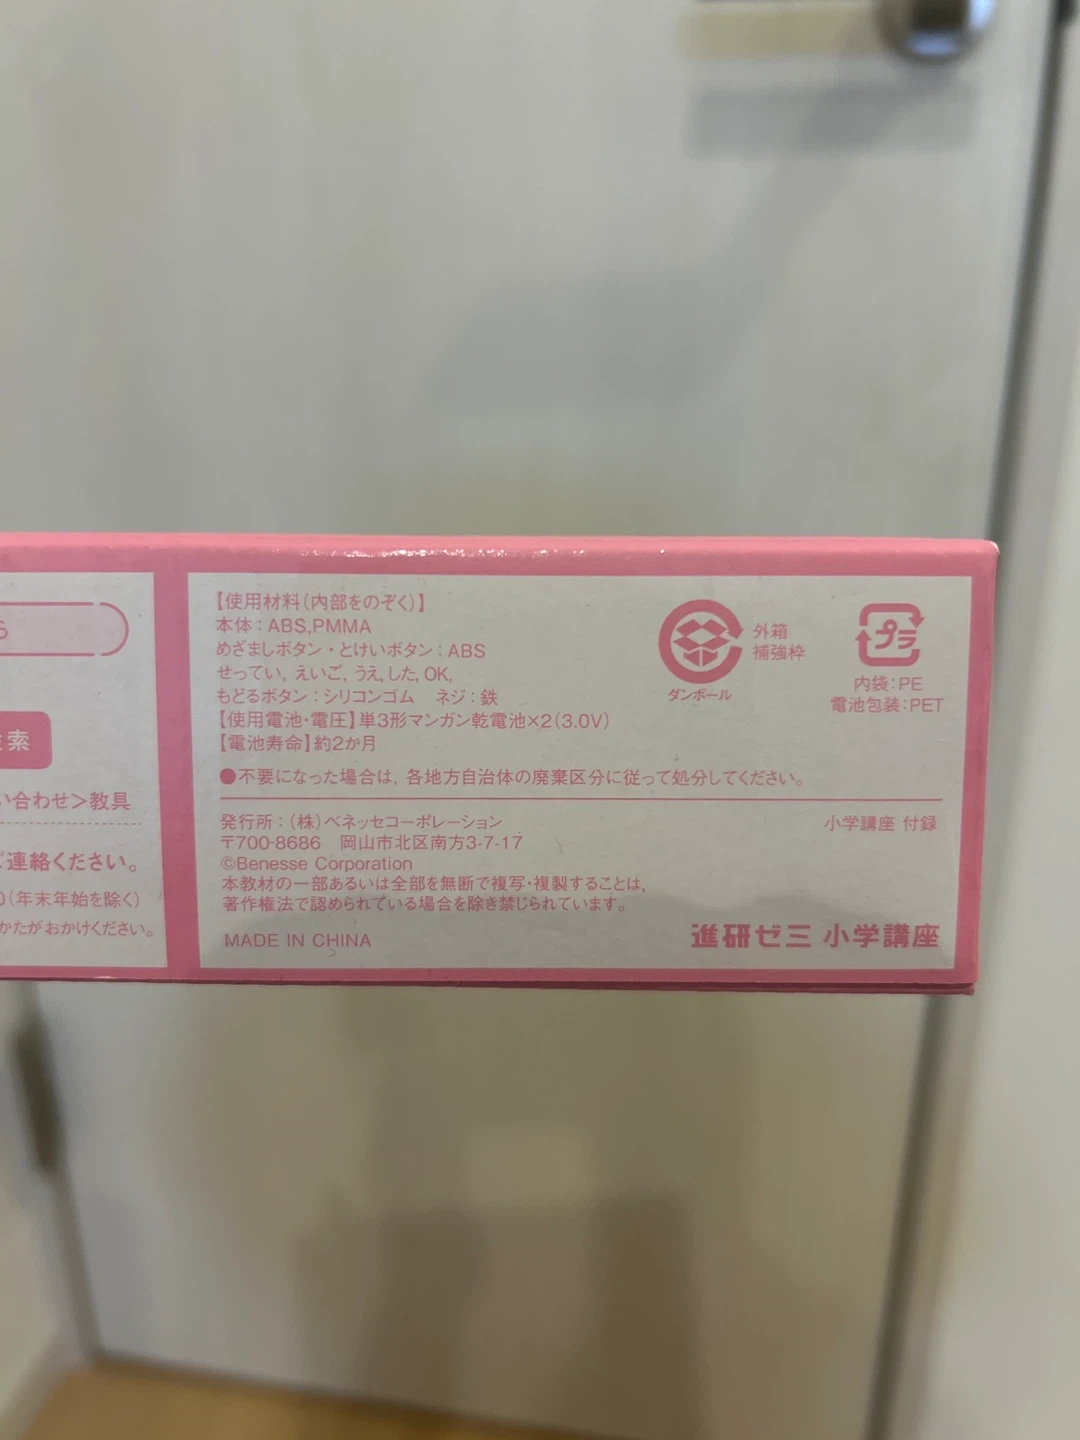 索
い合わせ>教具
ご連絡ください。
(年末年始を除く)
かたがおかけください。
【使用材料(内部をのぞく)】
本体:ABS,PMMA
めざましボタン・とけいボタン:ABS
せってい,えいご,うえ,した,OK,
もどるボタン:シリコンゴム ネジ:鉄
【使用電池・電圧】単3形マンガン乾電池×2(3.0V)
【電池寿命】約2か月
●不要になった場合は,各地方自治体の廃棄区分に従って処分してください。
ダンボール
外箱
補強枠
プラ
内袋:PE
電池包装:PET
発行所:(株)ベネッセコーポレーション
〒700-8686 岡山市北区南方3-7-17
©Benesse Corporation
本教材の一部あるいは全部を無断で複写・複製することは,
著作権法で認められている場合を除き禁じられています。
小学講座 付録
MADE IN CHINA
進研ゼミ 小学講座